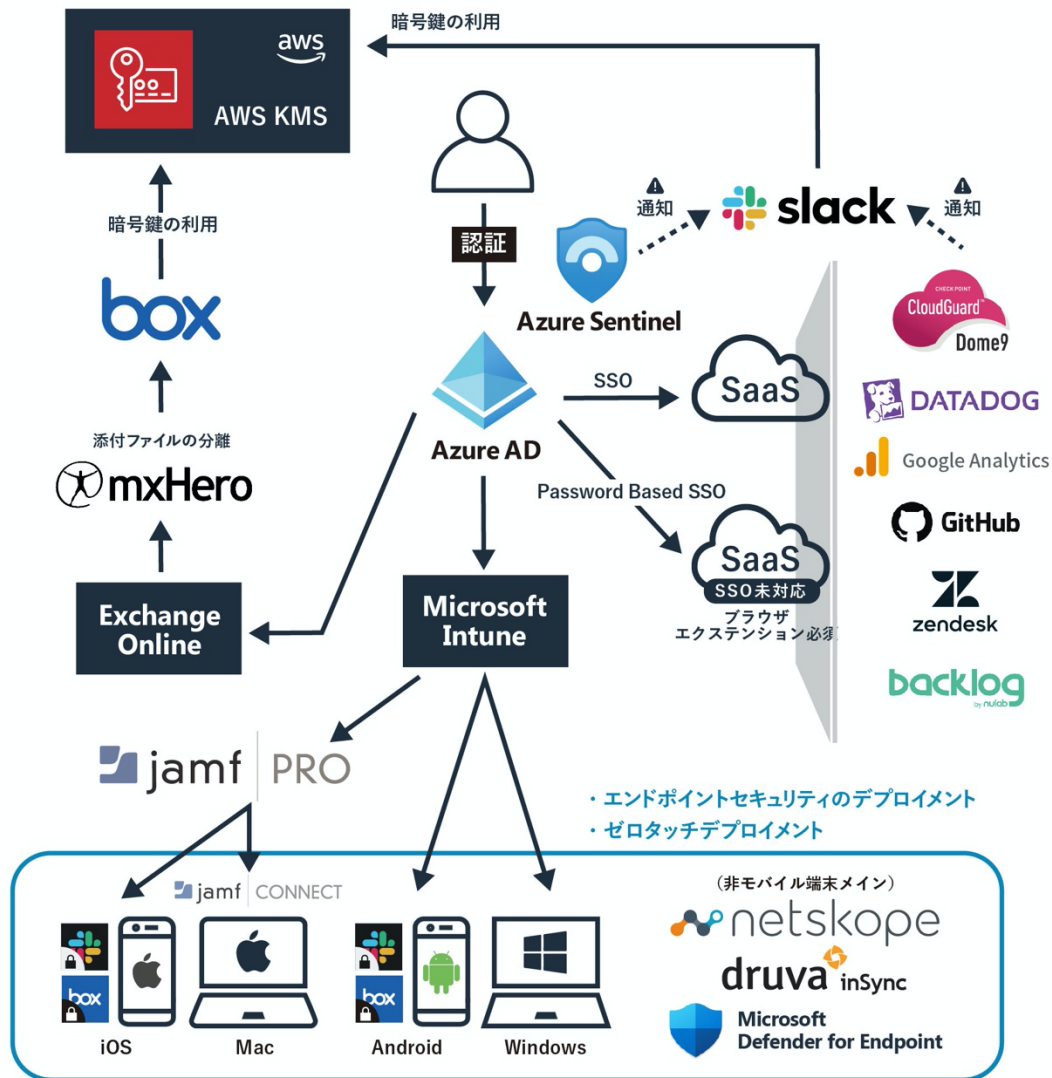 暗号鍵の利用
aws
AWS KMS
暗号鍵の利用
通知
slack
通知
認証
box
Azure Sentinel
CHECK POINT
CloudGuard™
Dome9
SSO
SaaS
DATADOG
添付ファイルの分離
mxHero
Azure AD
Google Analytics
Password Based SSO
GitHub
SaaS
SSO未対応
ブラウザ
エクステンション必須
Exchange
Online
Microsoft
Intune
zendesk
backlog
by nulab
jamf PRO
・エンドポイントセキュリティのデプロイメント
・ゼロタッチデプロイメント
jamf CONNECT
box
iOS
Mac
box
Android
Windows
(非モバイル端末メイン)
netskope
druva inSync
Microsoft
Defender for Endpoint